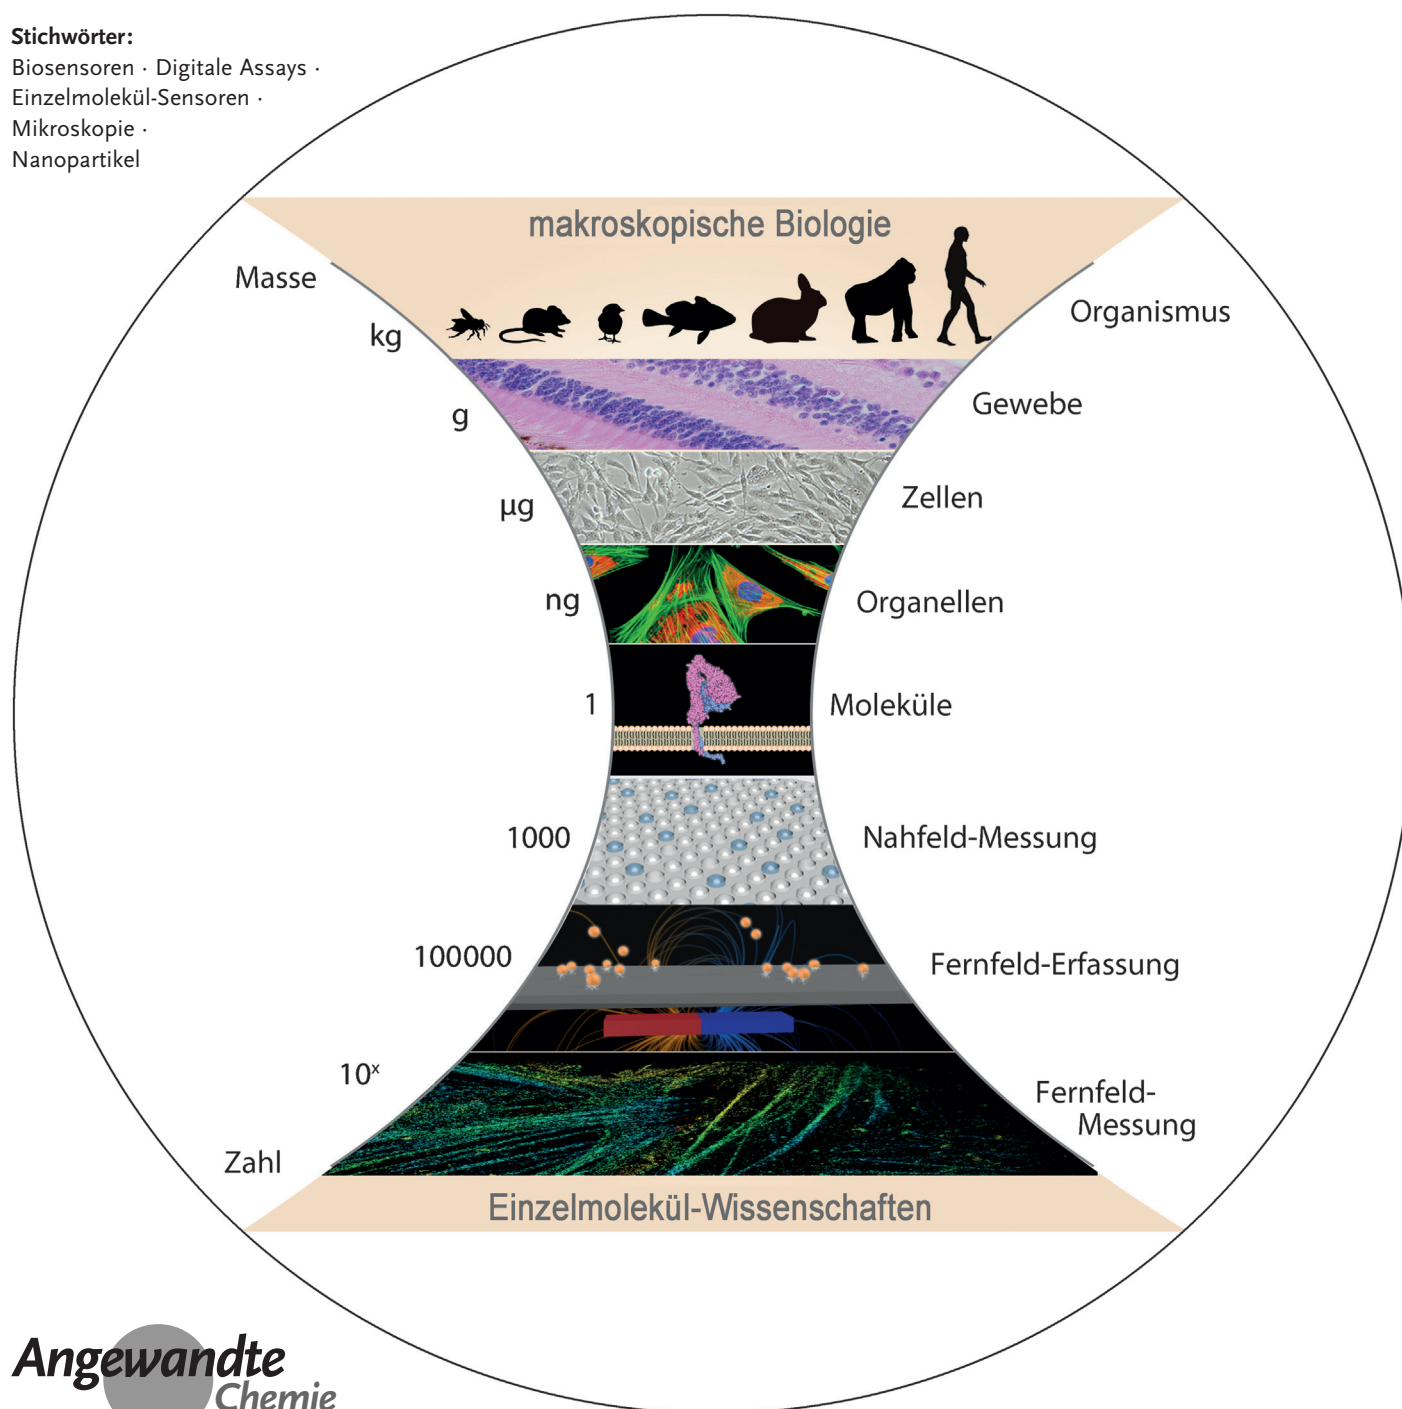 Stichwörter:
Biosensoren · Digitale Assays ·
Einzelmolekül-Sensoren ·
Mikroskopie ·
Nanopartikel
makroskopische Biologie
Masse
Organismus
kg
Gewebe
g
Zellen
µg
Organellen
ng
Moleküle
1
Nahfeld-Messung
1000
Fernfeld-Erfassung
100000
10ˣ
Fernfeld-
Messung
Zahl
Einzelmolekül-Wissenschaften
Angewandte
Chemie